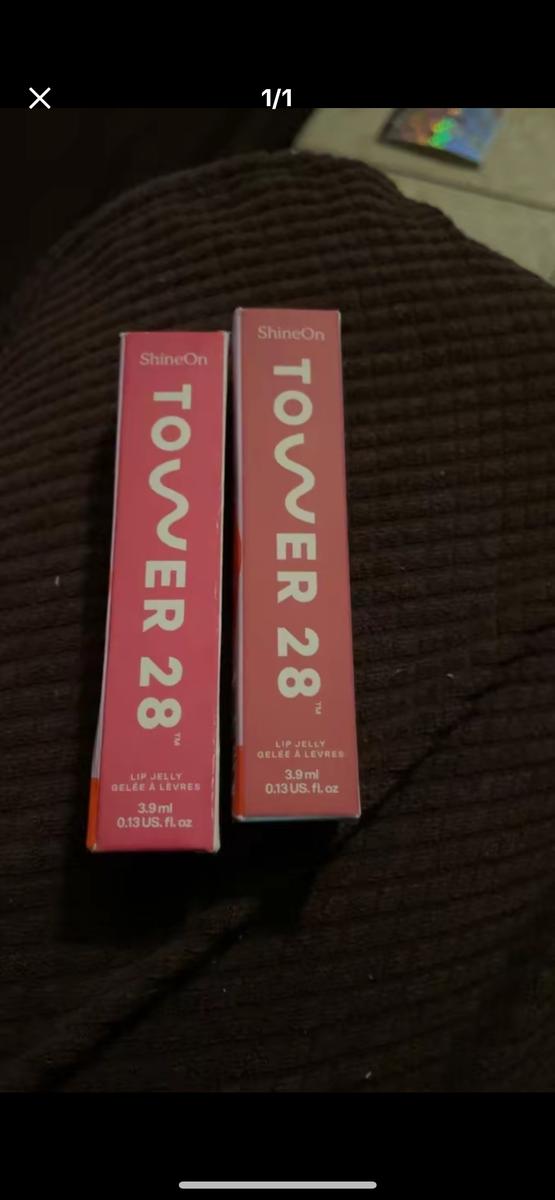 1/1
ShineOn
TOWER 28™
LIP JELLY
GELÉE À LÈVRES
3.9 ml
0.13 US. fl. oz
ShineOn
TOWER 28™
LIP JELLY
GELÉE À LÈVRES
3.9 ml
0.13 US. fl. oz